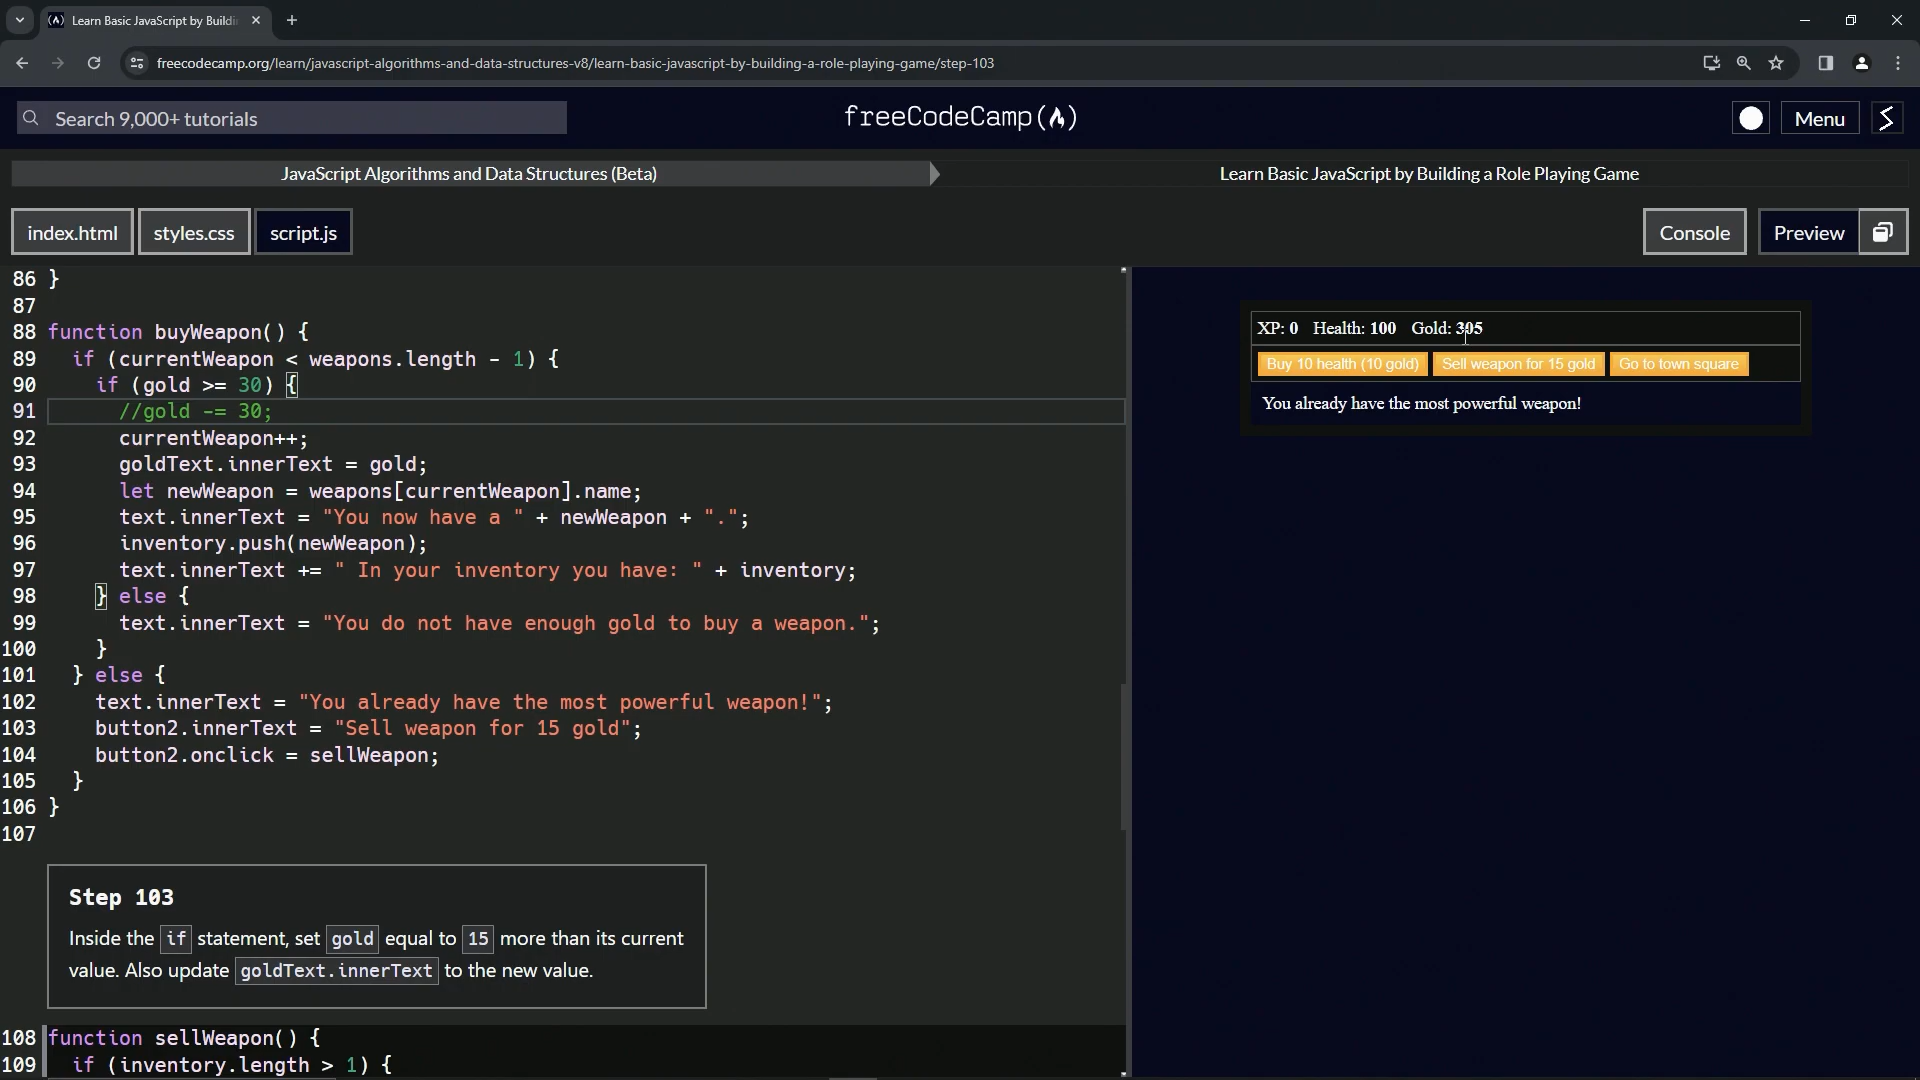 Learn Basic JavaScript by Buildi
freecodecamp.org/learn/javascript-algorithms-and-data-structures-v8/learn-basic-javascript-by-building-a-role-playing-game/step-103
Search 9,000+ tutorials
freeCodeCamp
Menu
JavaScript Algorithms and Data Structures (Beta)
Learn Basic JavaScript by Building a Role Playing Game
index.html
styles.css
script.js
Console
Preview
86 }
87
88 function buyWeapon() {
89 if (currentWeapon < weapons.length - 1) {
90 if (gold >= 30) {
91 //gold -= 30;
92 currentWeapon++;
93 goldText.innerText = gold;
94 let newWeapon = weapons[currentWeapon].name;
95 text.innerText = "You now have a " + newWeapon + ".";
96 inventory.push(newWeapon);
97 text.innerText += " In your inventory you have: " + inventory;
98 } else {
99 text.innerText = "You do not have enough gold to buy a weapon.";
100 }
101 } else {
102 text.innerText = "You already have the most powerful weapon!";
103 button2.innerText = "Sell weapon for 15 gold";
104 button2.onclick = sellWeapon;
105 }
106 }
107
Step 103
Inside the if statement, set gold equal to 15 more than its current
value. Also update goldText.innerText to the new value.
108 function sellWeapon() {
109 if (inventory.length > 1) {
XP: 0 Health: 100 Gold: 305
Buy 10 health (10 gold)
Sell weapon for 15 gold
Go to town square
You already have the most powerful weapon!